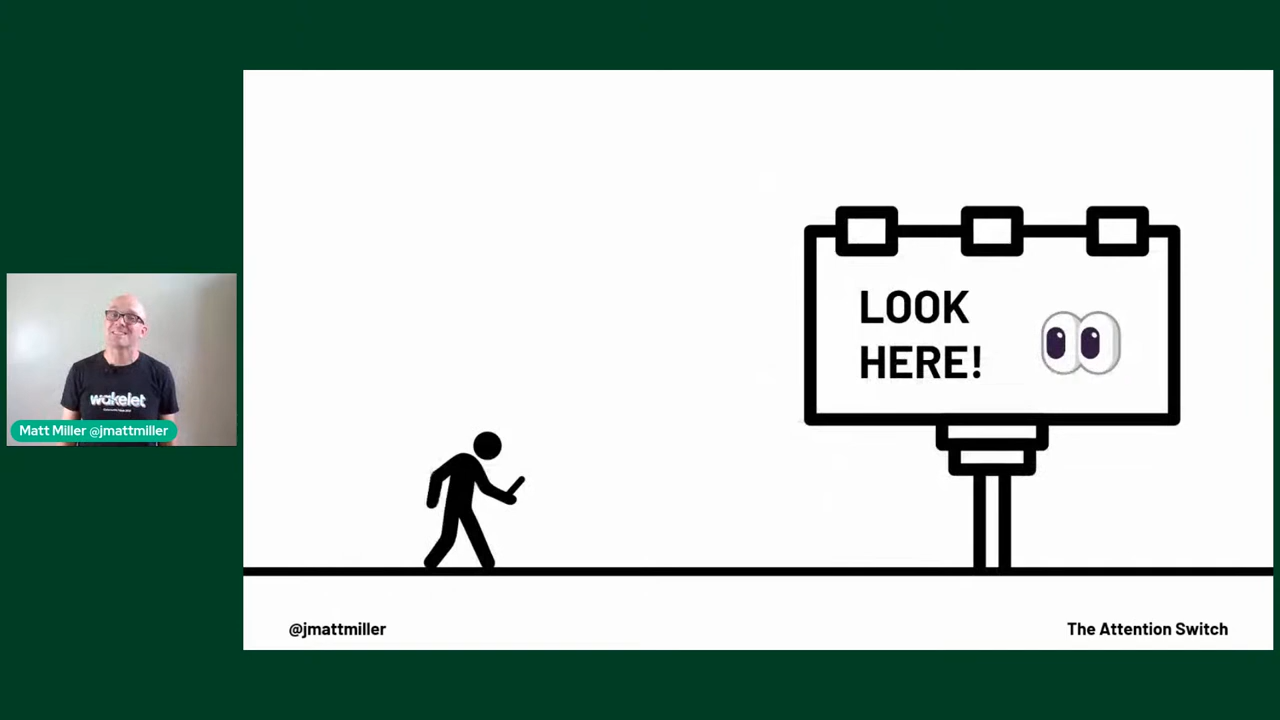 LOOK
HERE!
wakelet
Matt Miller @jmattmiller
@jmattmiller
The Attention Switch